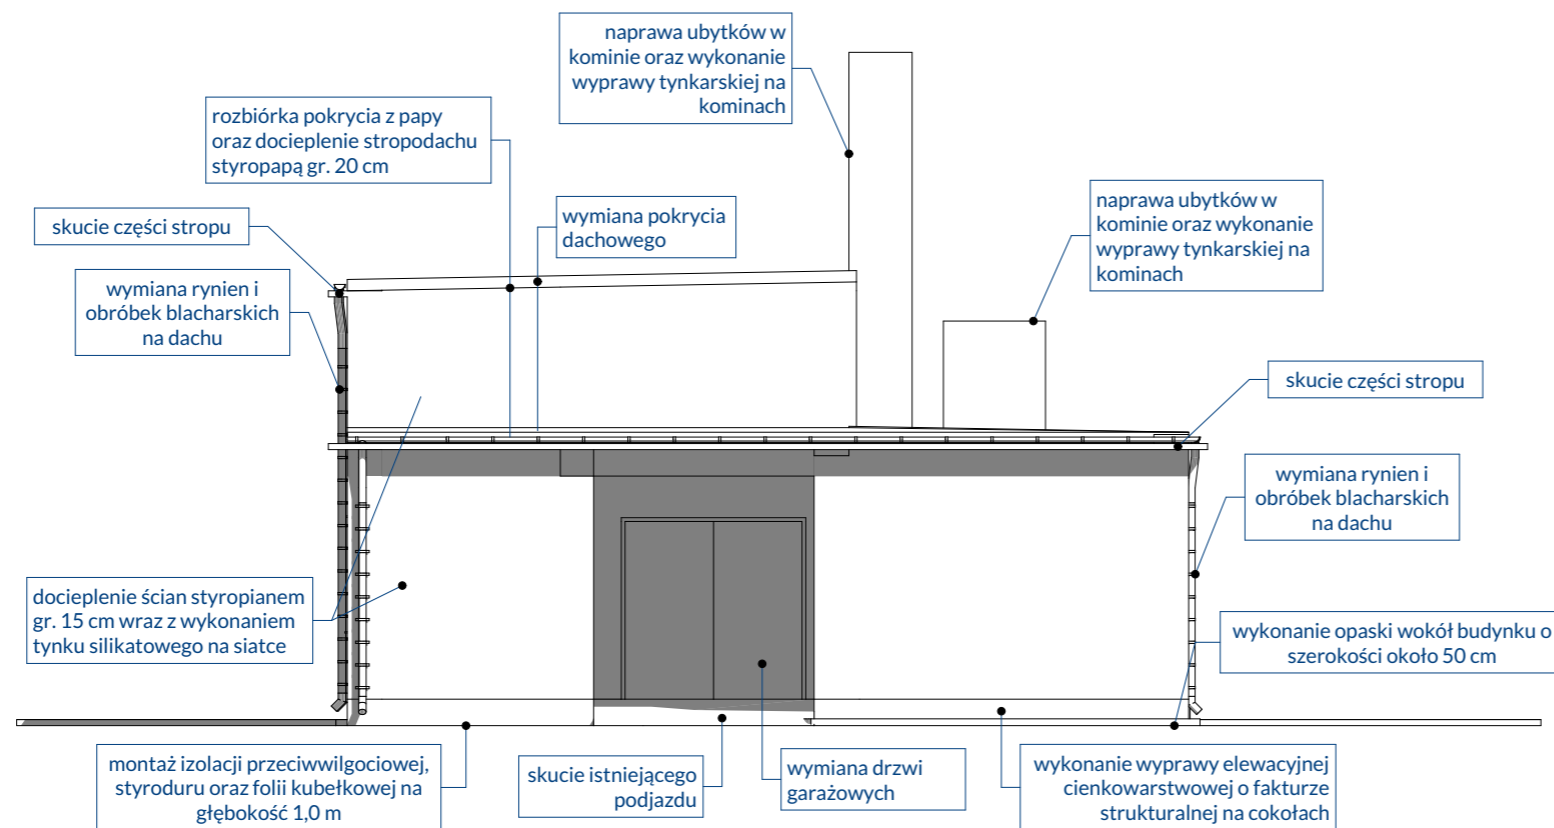 naprawa ubytków w
kominie oraz wykonanie
wyprawy tynkarskiej na
kominach
rozbiórka pokrycia z papy
oraz docieplenie stropodachu
styropapą gr. 20 cm
wymiana pokrycia
dachowego
naprawa ubytków w
kominie oraz wykonanie
wyprawy tynkarskiej na
kominach
skucie części stropu
wymiana rynien i
obróbek blacharskich
na dachu
skucie części stropu
wymiana rynien i
obróbek blacharskich
na dachu
docieplenie ścian styropianem
gr. 15 cm wraz z wykonaniem
tynku silikatowego na siatce
wykonanie opaski wokół budynku o
szerokości około 50 cm
montaż izolacji przeciwwilgociowej,
styroduru oraz folii kubełkowej na
głębokość 1,0 m
skucie istniejącego
podjazdu
wymiana drzwi
garażowych
wykonanie wyprawy elewacyjnej
cienkowarstwowej o fakturze
strukturalnej na cokołach